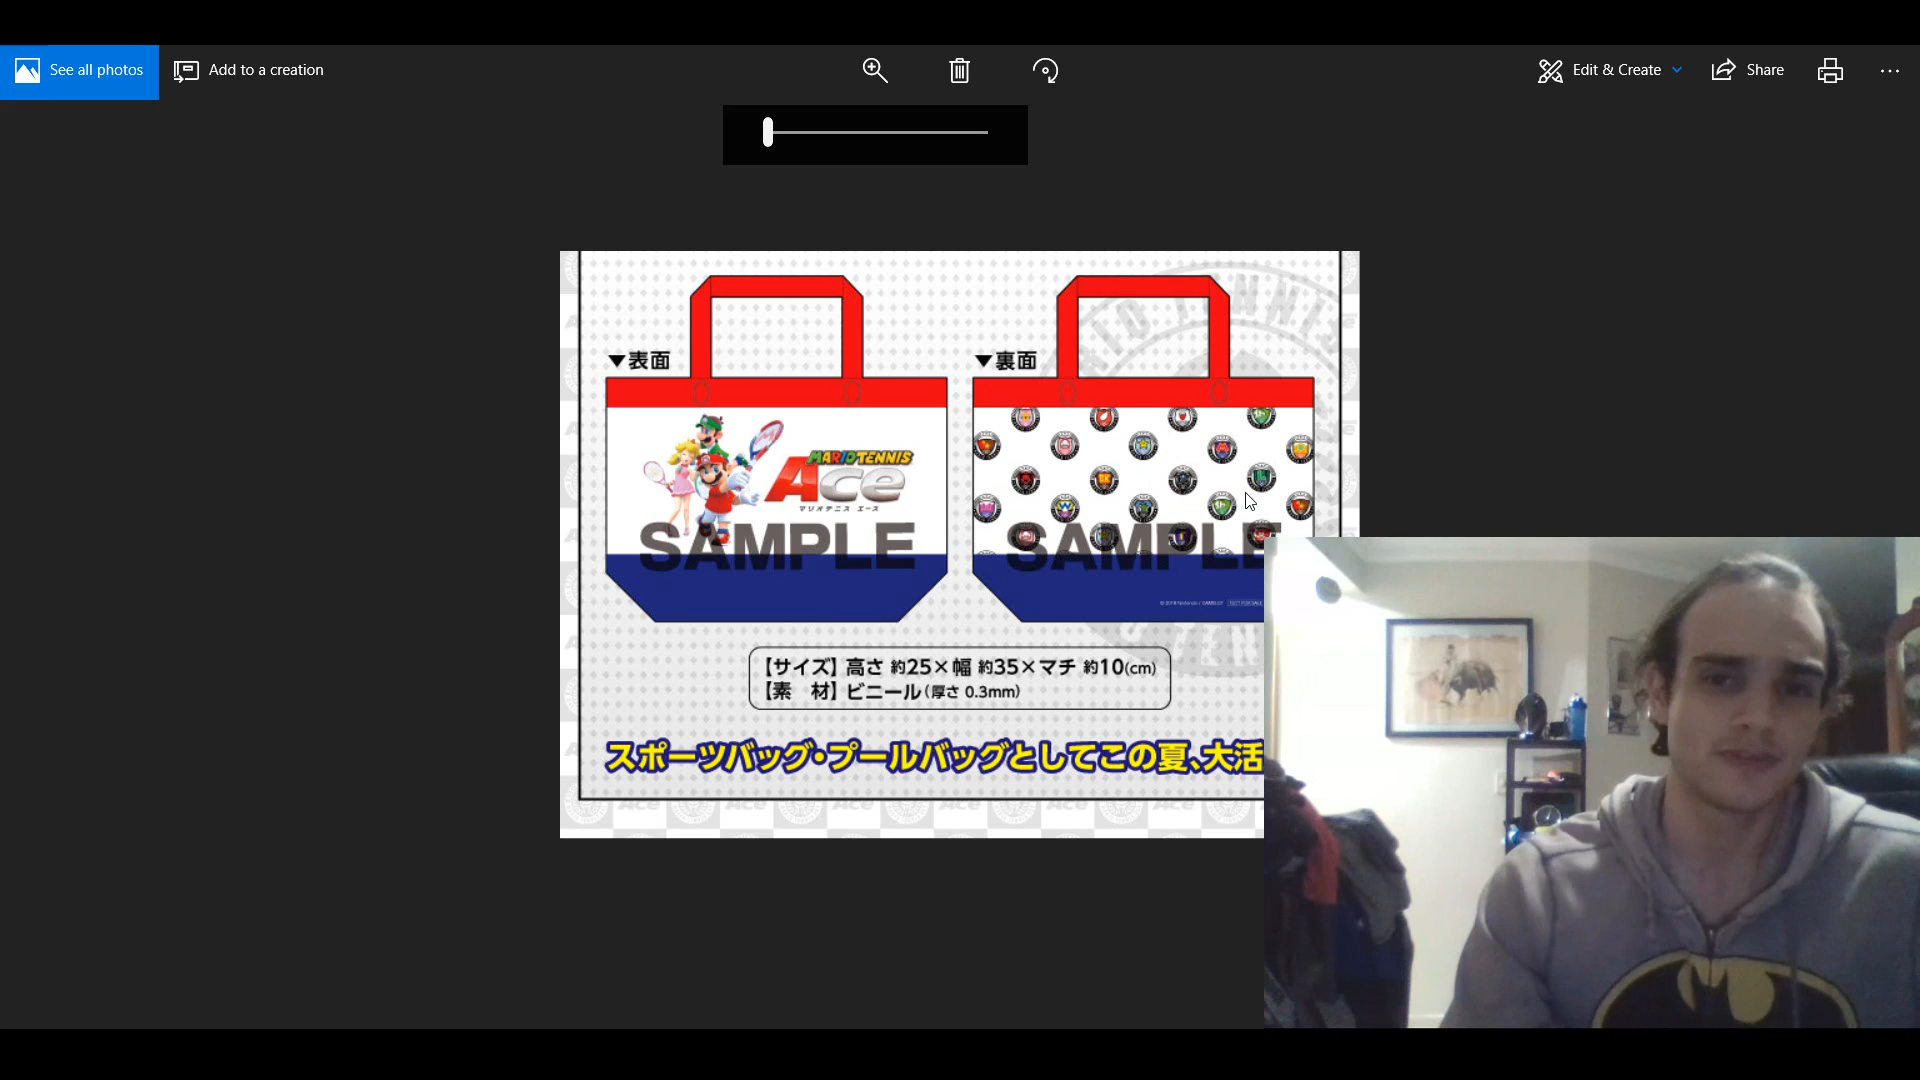 See all photos
Add to a creation
Edit & Create
Share
▼表面
▼裏面
MARIO TENNIS
Ace
マリオテニス エース
SAMPLE
SAMPLE
【サイズ】高さ 約25×幅 約35×マチ 約10(cm)
【素　材】ビニール(厚さ 0.3mm)
スポーツバッグ・プールバッグとしてこの夏、大活